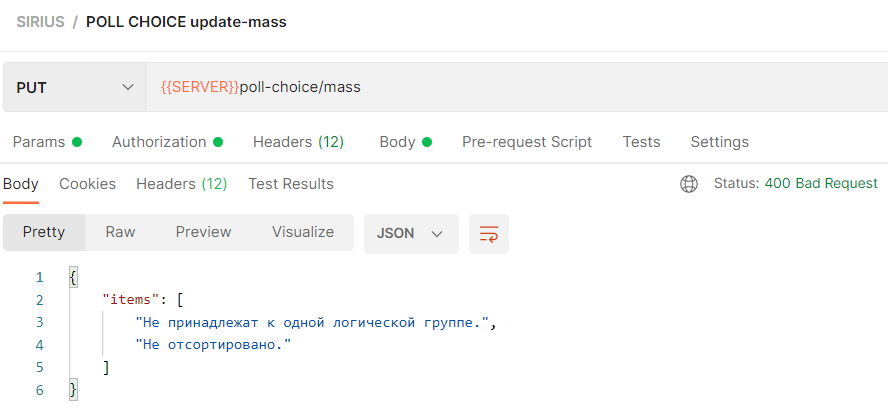 SIRIUS / POLL CHOICE update-mass
PUT {{SERVER}}poll-choice/mass
Params Authorization Headers (12) Body Pre-request Script Tests Settings
Body Cookies Headers (12) Test Results Status: 400 Bad Request
Pretty Raw Preview Visualize JSON
1 {
2 "items": [
3 "Не принадлежат к одной логической группе.",
4 "Не отсортировано."
5 ]
6 }